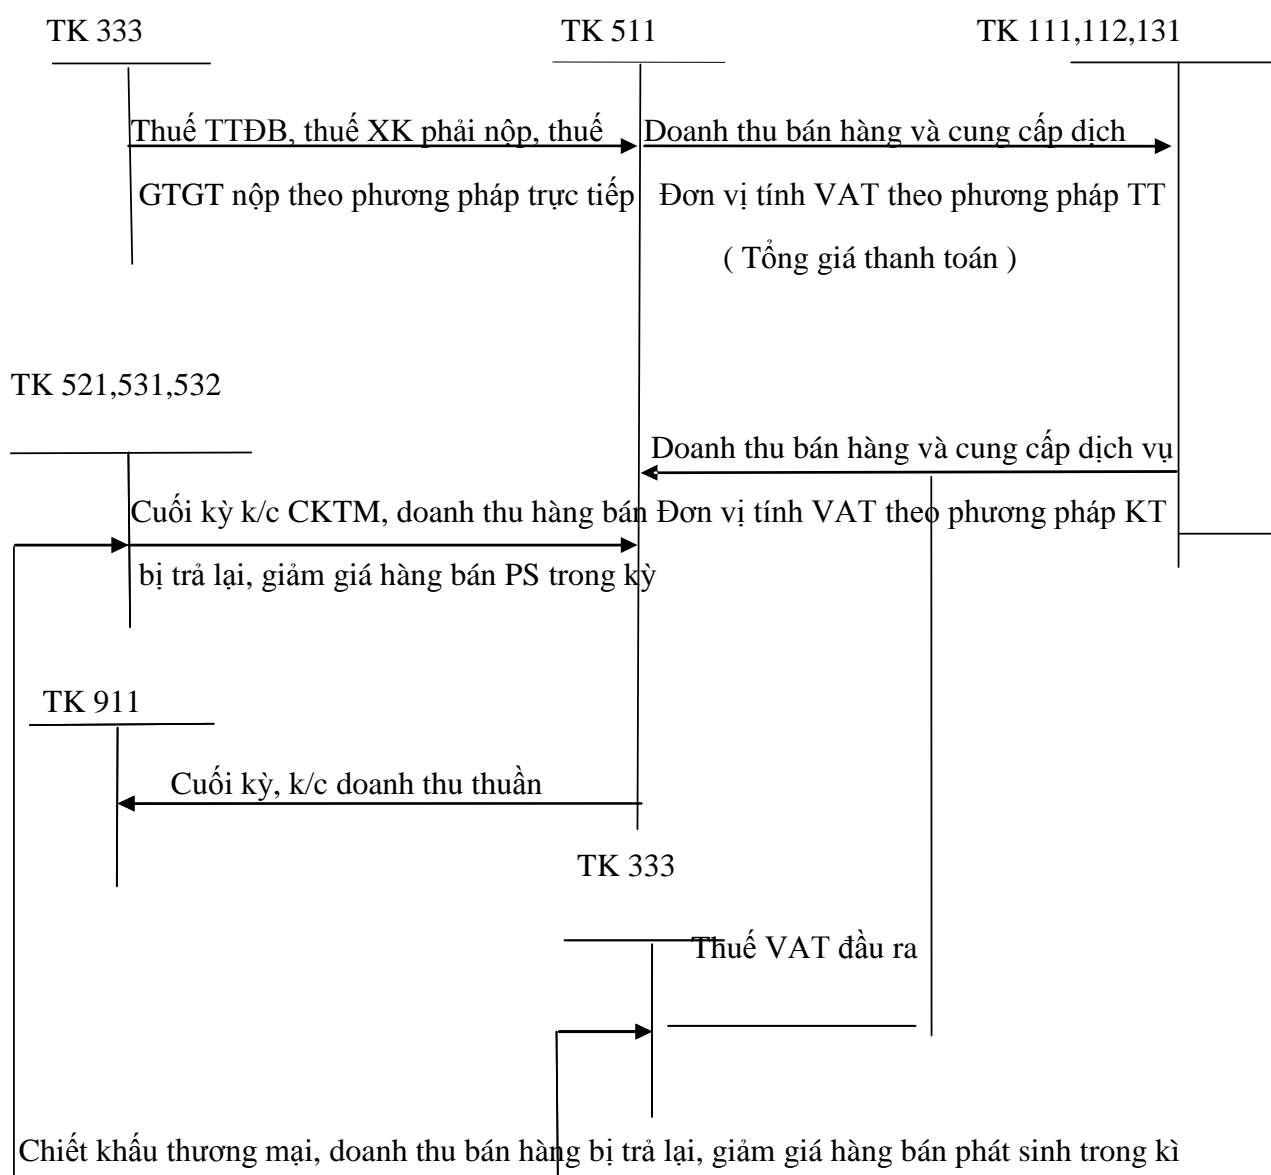 TK 333
TK 511
TK 111,112,131
Thuế TTĐB, thuế XK phải nộp, thuế
GTGT nộp theo phương pháp trực tiếp
Doanh thu bán hàng và cung cấp dịch
Đơn vị tính VAT theo phương pháp TT
( Tổng giá thanh toán )
TK 521,531,532
Doanh thu bán hàng và cung cấp dịch vụ
Đơn vị tính VAT theo phương pháp KT
Cuối kỳ k/c CKTM, doanh thu hàng bán
bị trả lại, giảm giá hàng bán PS trong kỳ
TK 911
Cuối kỳ, k/c doanh thu thuần
TK 333
Thuế VAT đầu ra
Chiết khấu thương mại, doanh thu bán hàng bị trả lại, giảm giá hàng bán phát sinh trong kì